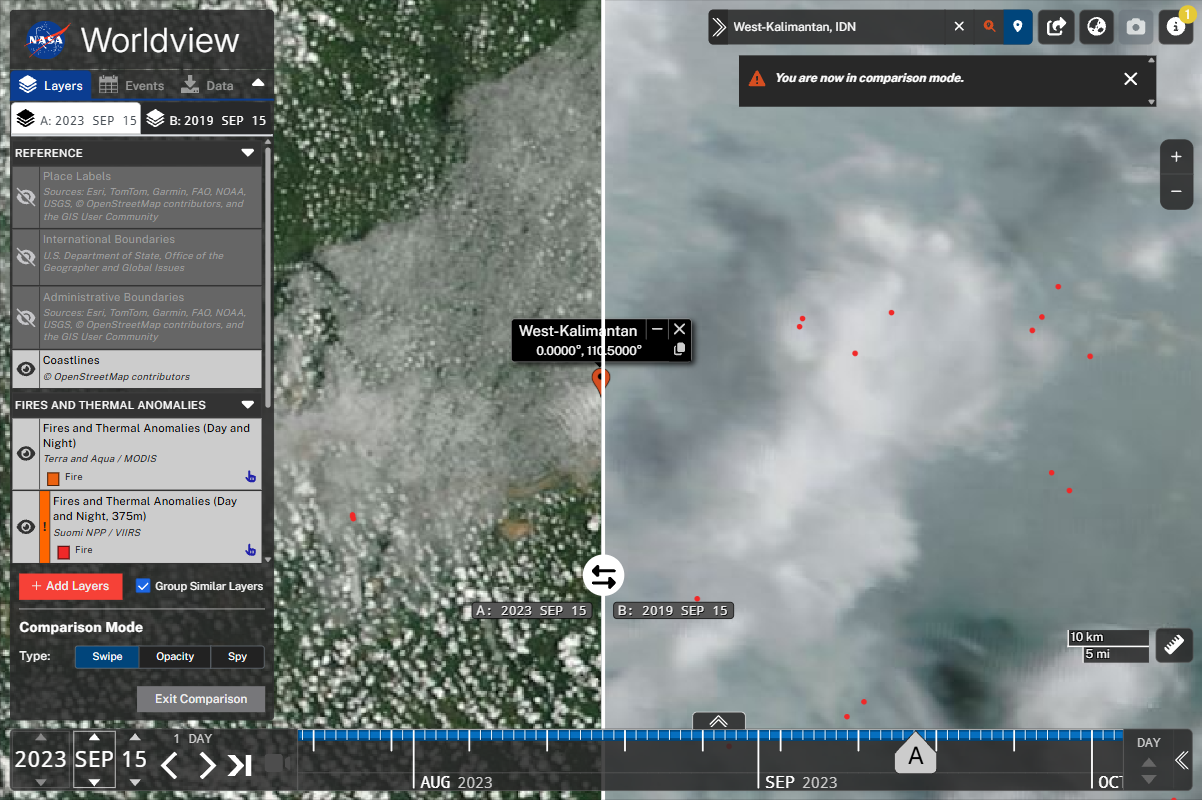 NASA
Worldview
Layers
Events
Data
A: 2023 SEP 15
B: 2019 SEP 15
REFERENCE
Place Labels
Sources: Esri, TomTom, Garmin, FAO, NOAA,
USGS, © OpenStreetMap contributors, and
the GIS User Community
International Boundaries
U.S. Department of State, Office of the
Geographer and Global Issues
Administrative Boundaries
Sources: Esri, TomTom, Garmin, FAO, NOAA,
USGS, © OpenStreetMap contributors, and
the GIS User Community
Coastlines
© OpenStreetMap contributors
FIRES AND THERMAL ANOMALIES
Fires and Thermal Anomalies (Day and
Night)
Terra and Aqua / MODIS
Fire
Fires and Thermal Anomalies (Day
and Night, 375m)
!
Suomi NPP / VIIRS
Fire
+ Add Layers
Group Similar Layers
Comparison Mode
Type:
Swipe
Opacity
Spy
Exit Comparison
West-Kalimantan, IDN
1
You are now in comparison mode.
+
−
West-Kalimantan
0.0000°, 110.5000°
A: 2023 SEP 15
B: 2019 SEP 15
10 km
5 mi
2023 SEP 15
1 DAY
AUG 2023
SEP 2023
OCT
A
DAY